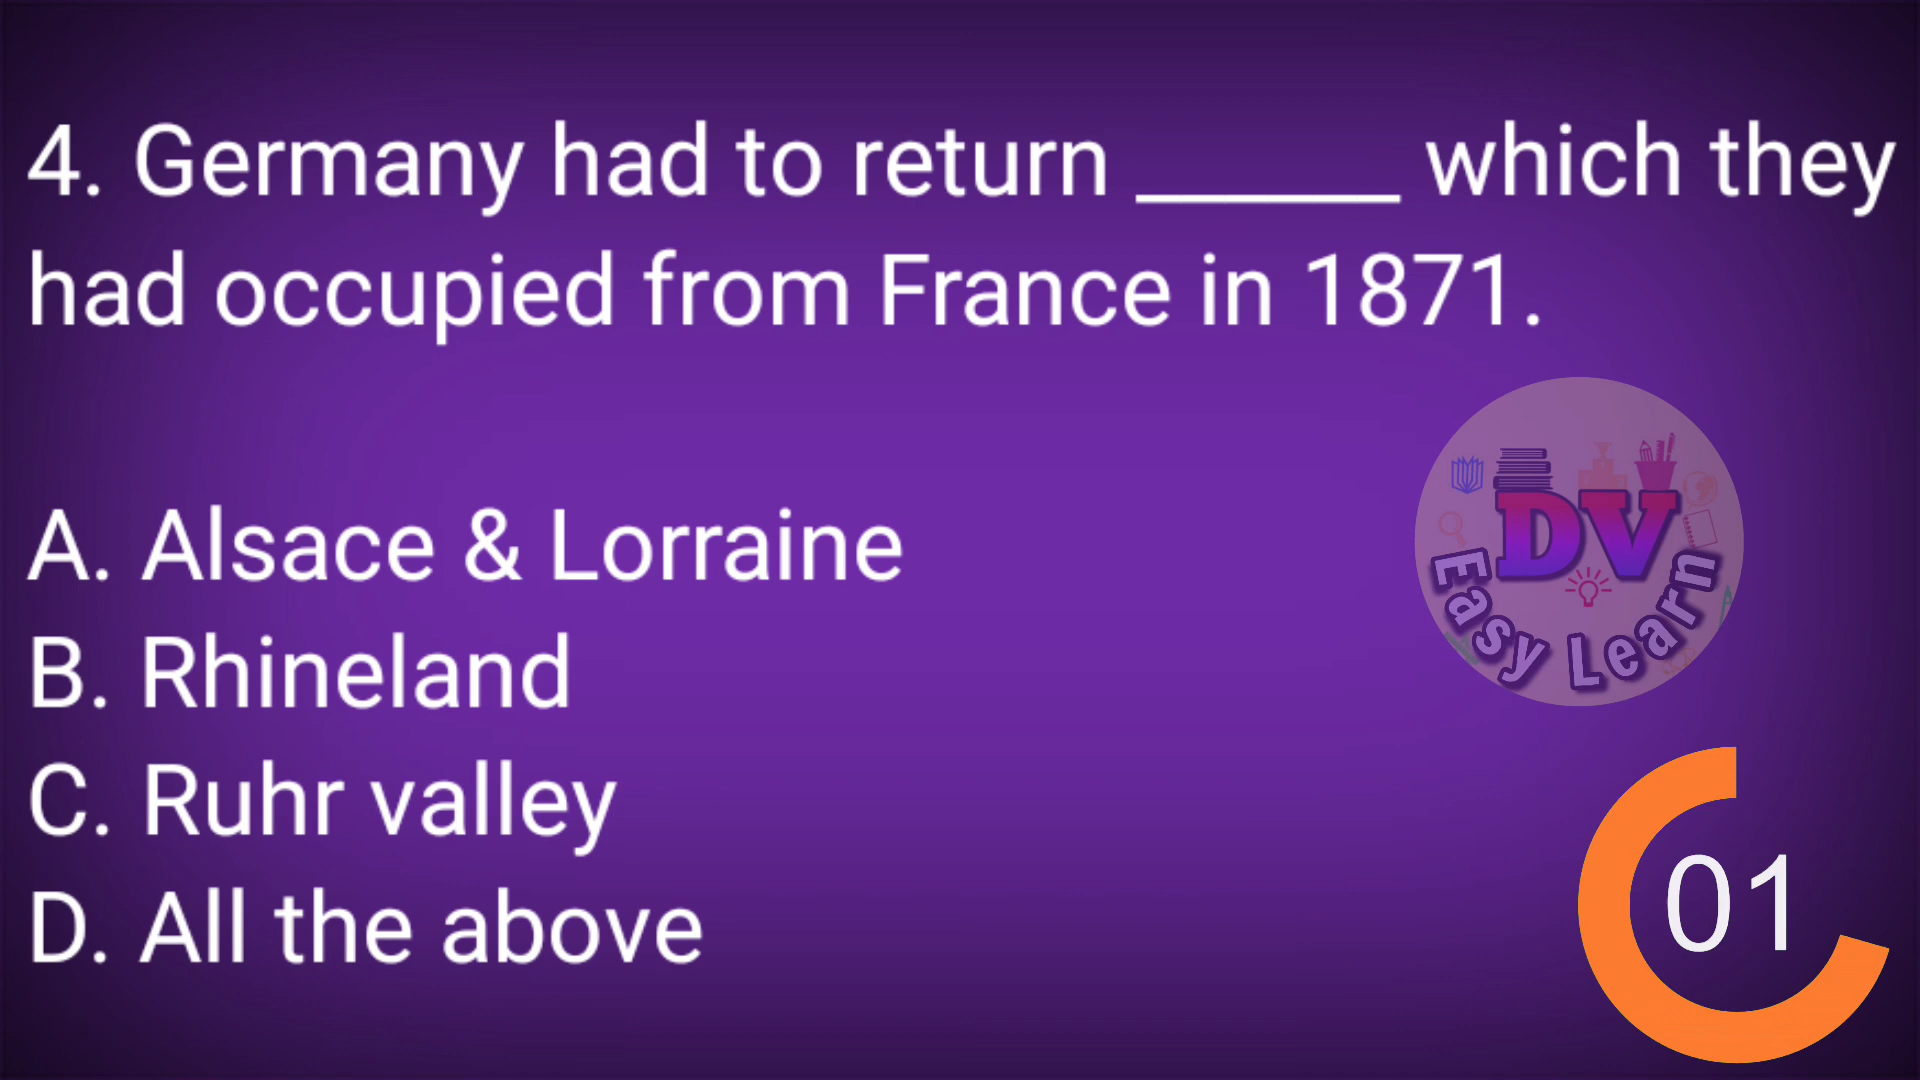 4. Germany had to return ______ which they
had occupied from France in 1871.
A. Alsace & Lorraine
B. Rhineland
C. Ruhr valley
D. All the above
DV
Easy Learn
01